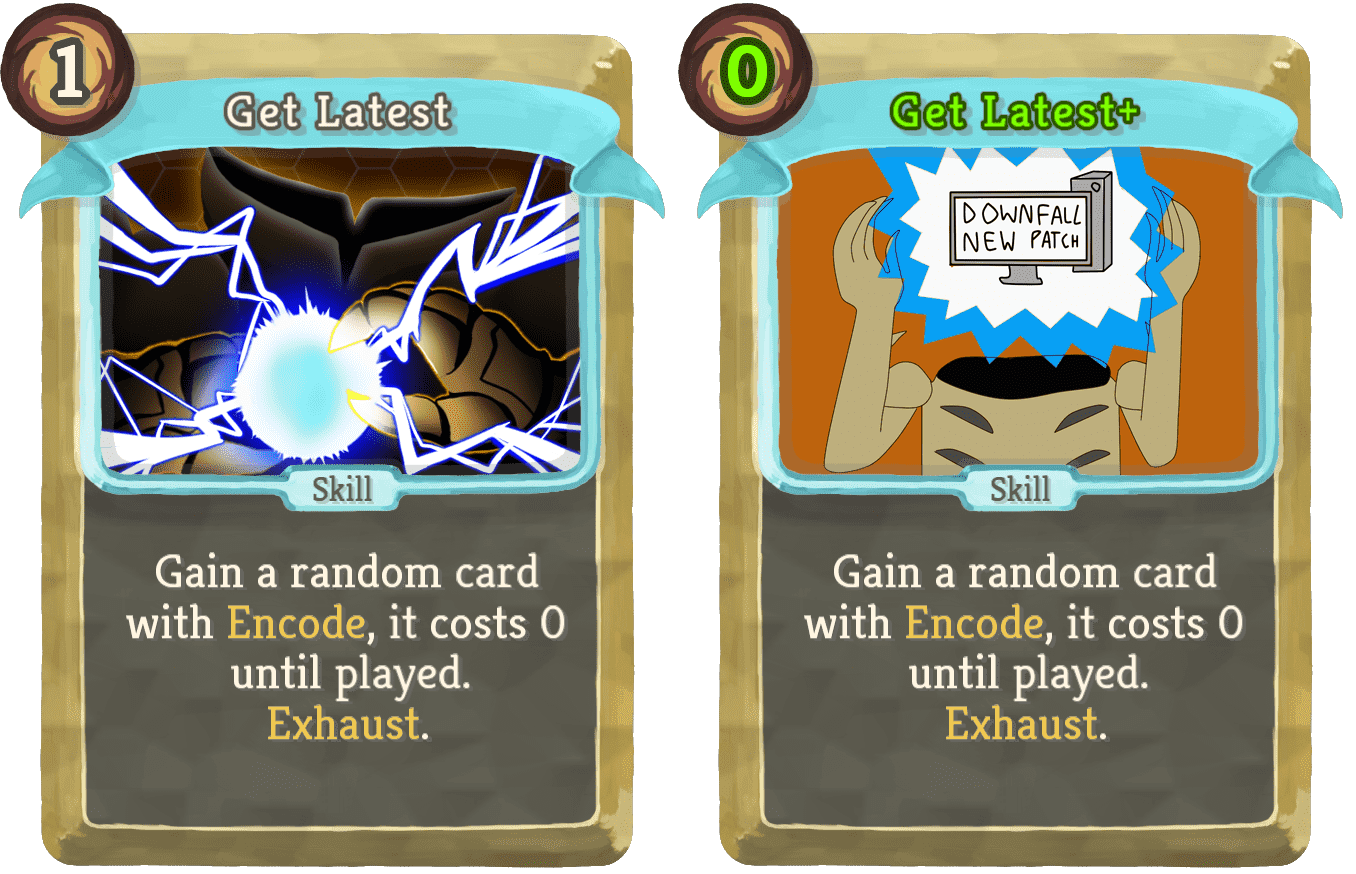 1
Get Latest
Skill
Gain a random card
with Encode, it costs 0
until played.
Exhaust.
0
Get Latest+
DOWNFALL
NEW PATCH
Skill
Gain a random card
with Encode, it costs 0
until played.
Exhaust.